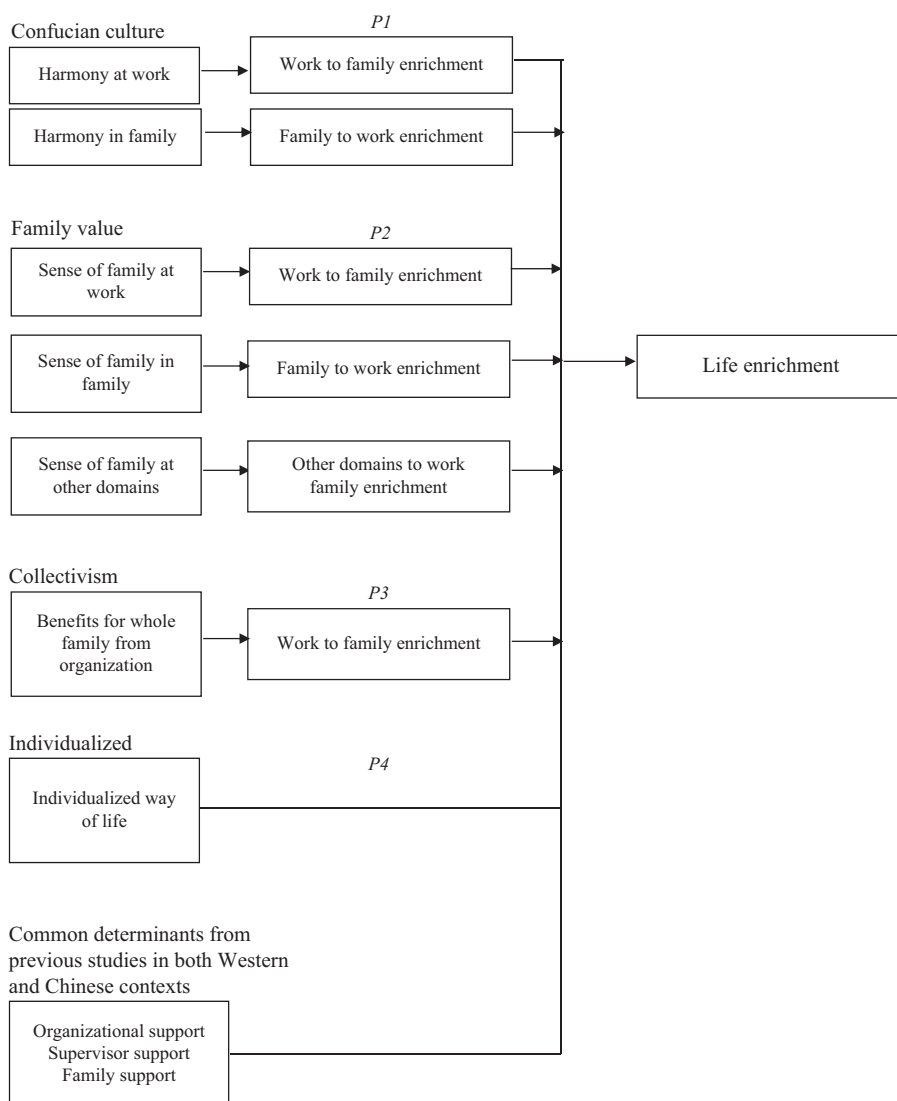 P1
Confucian culture
Harmony at work
Work to family enrichment
Harmony in family
Family to work enrichment
Family value
P2
Sense of family at
work
Work to family enrichment
Sense of family in
family
Family to work enrichment
Life enrichment
Sense of family at
other domains
Other domains to work
family enrichment
Collectivism
P3
Benefits for whole
family from
organization
Work to family enrichment
Individualized
P4
Individualized way
of life
Common determinants from
previous studies in both Western
and Chinese contexts
Organizational support
Supervisor support
Family support